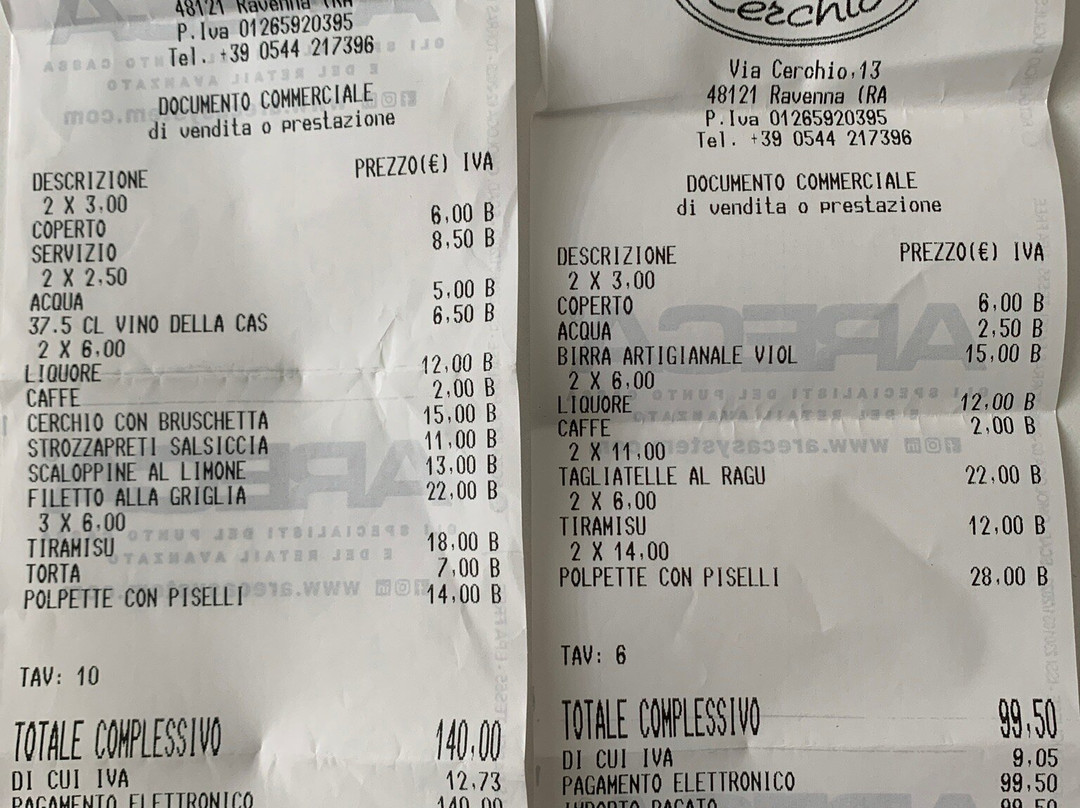 48121 Ravenna (RA
P.Iva 01265920395
Tel. +39 0544 217396
DOCUMENTO COMMERCIALE
di vendita o prestazione
DESCRIZIONE PREZZO(€) IVA
2 X 3,00
COPERTO 6,00 B
SERVIZIO 8,50 B
2 X 2,50
ACQUA 5,00 B
37.5 CL VINO DELLA CAS 6,50 B
2 X 6,00
LIQUORE 12,00 B
CAFFE 2,00 B
CERCHIO CON BRUSCHETTA 15,00 B
STROZZAPRETI SALSICCIA 11,00 B
SCALOPPINE AL LIMONE 13,00 B
FILETTO ALLA GRIGLIA 22,00 B
3 X 6,00
TIRAMISU 18,00 B
TORTA 7,00 B
POLPETTE CON PISELLI 14,00 B
TAV: 10
TOTALE COMPLESSIVO 140,00
DI CUI IVA 12,73
PAGAMENTO ELETTRONICO 140,00
Cerchio
Via Cerchio,13
48121 Ravenna (RA
P.Iva 01265920395
Tel. +39 0544 217396
DOCUMENTO COMMERCIALE
di vendita o prestazione
DESCRIZIONE PREZZO(€) IVA
2 X 3,00
COPERTO 6,00 B
ACQUA 2,50 B
BIRRA ARTIGIANALE VIOL 15,00 B
2 X 6,00
LIQUORE 12,00 B
CAFFE 2,00 B
2 X 11,00
TAGLIATELLE AL RAGU 22,00 B
2 X 6,00
TIRAMISU 12,00 B
2 X 14,00
POLPETTE CON PISELLI 28,00 B
TAV: 6
TOTALE COMPLESSIVO 99,50
DI CUI IVA 9,05
PAGAMENTO ELETTRONICO 99,50
IMPORTO PAGATO 99,50